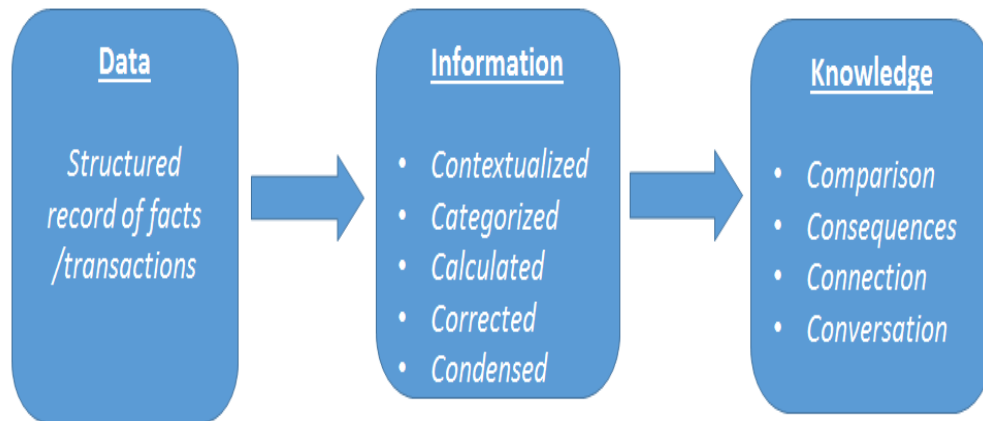 Data
Structured
record of facts
/transactions
Information
• Contextualized
• Categorized
• Calculated
• Corrected
• Condensed
Knowledge
• Comparison
• Consequences
• Connection
• Conversation